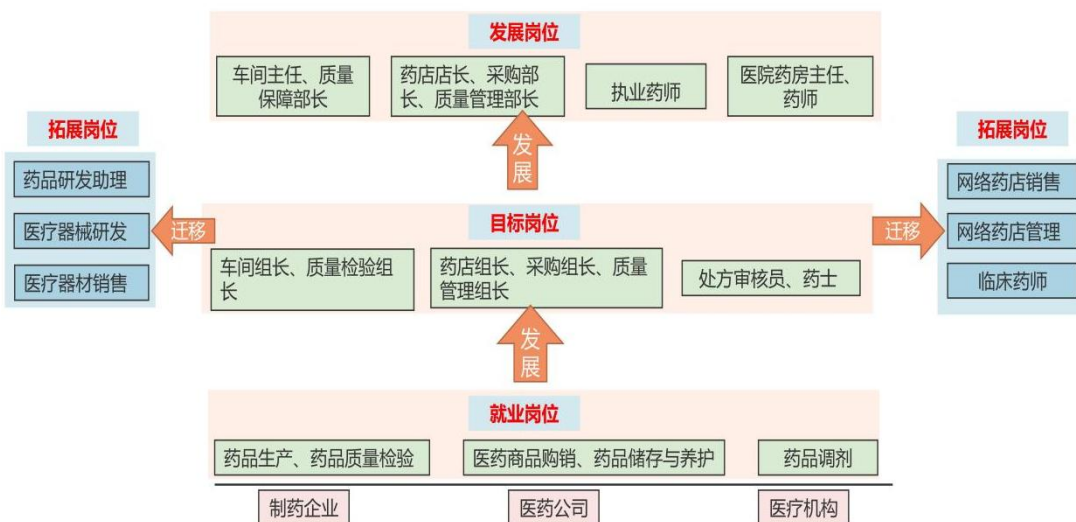 发展岗位
车间主任、质量
保障部长
药店店长、采购部
长、质量管理部长
执业药师
医院药房主任、
药师
发
展
拓展岗位
药品研发助理
医疗器械研发
医疗器材销售
迁移
目标岗位
车间组长、质量检验组
长
药店组长、采购组长、质量
管理组长
处方审核员、药士
迁移
拓展岗位
网络药店销售
网络药店管理
临床药师
发
展
就业岗位
药品生产、药品质量检验
医药商品购销、药品储存与养护
药品调剂
制药企业
医药公司
医疗机构